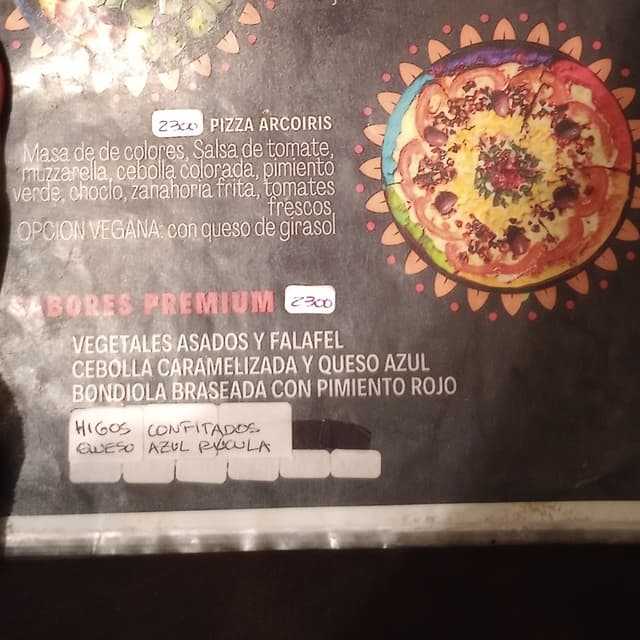 2300 PIZZA ARCOIRIS
Masa de de colores, Salsa de tomate,
muzzarella, cebolla colorada, pimiento
verde, choclo, zanahoria frita, tomates
frescos,
OPCION VEGANA: con queso de girasol
SABORES PREMIUM 2300
VEGETALES ASADOS Y FALAFEL
CEBOLLA CARAMELIZADA Y QUESO AZUL
BONDIOLA BRASEADA CON PIMIENTO ROJO
HIGOS CONFITADOS
QUESO AZUL RUCULA